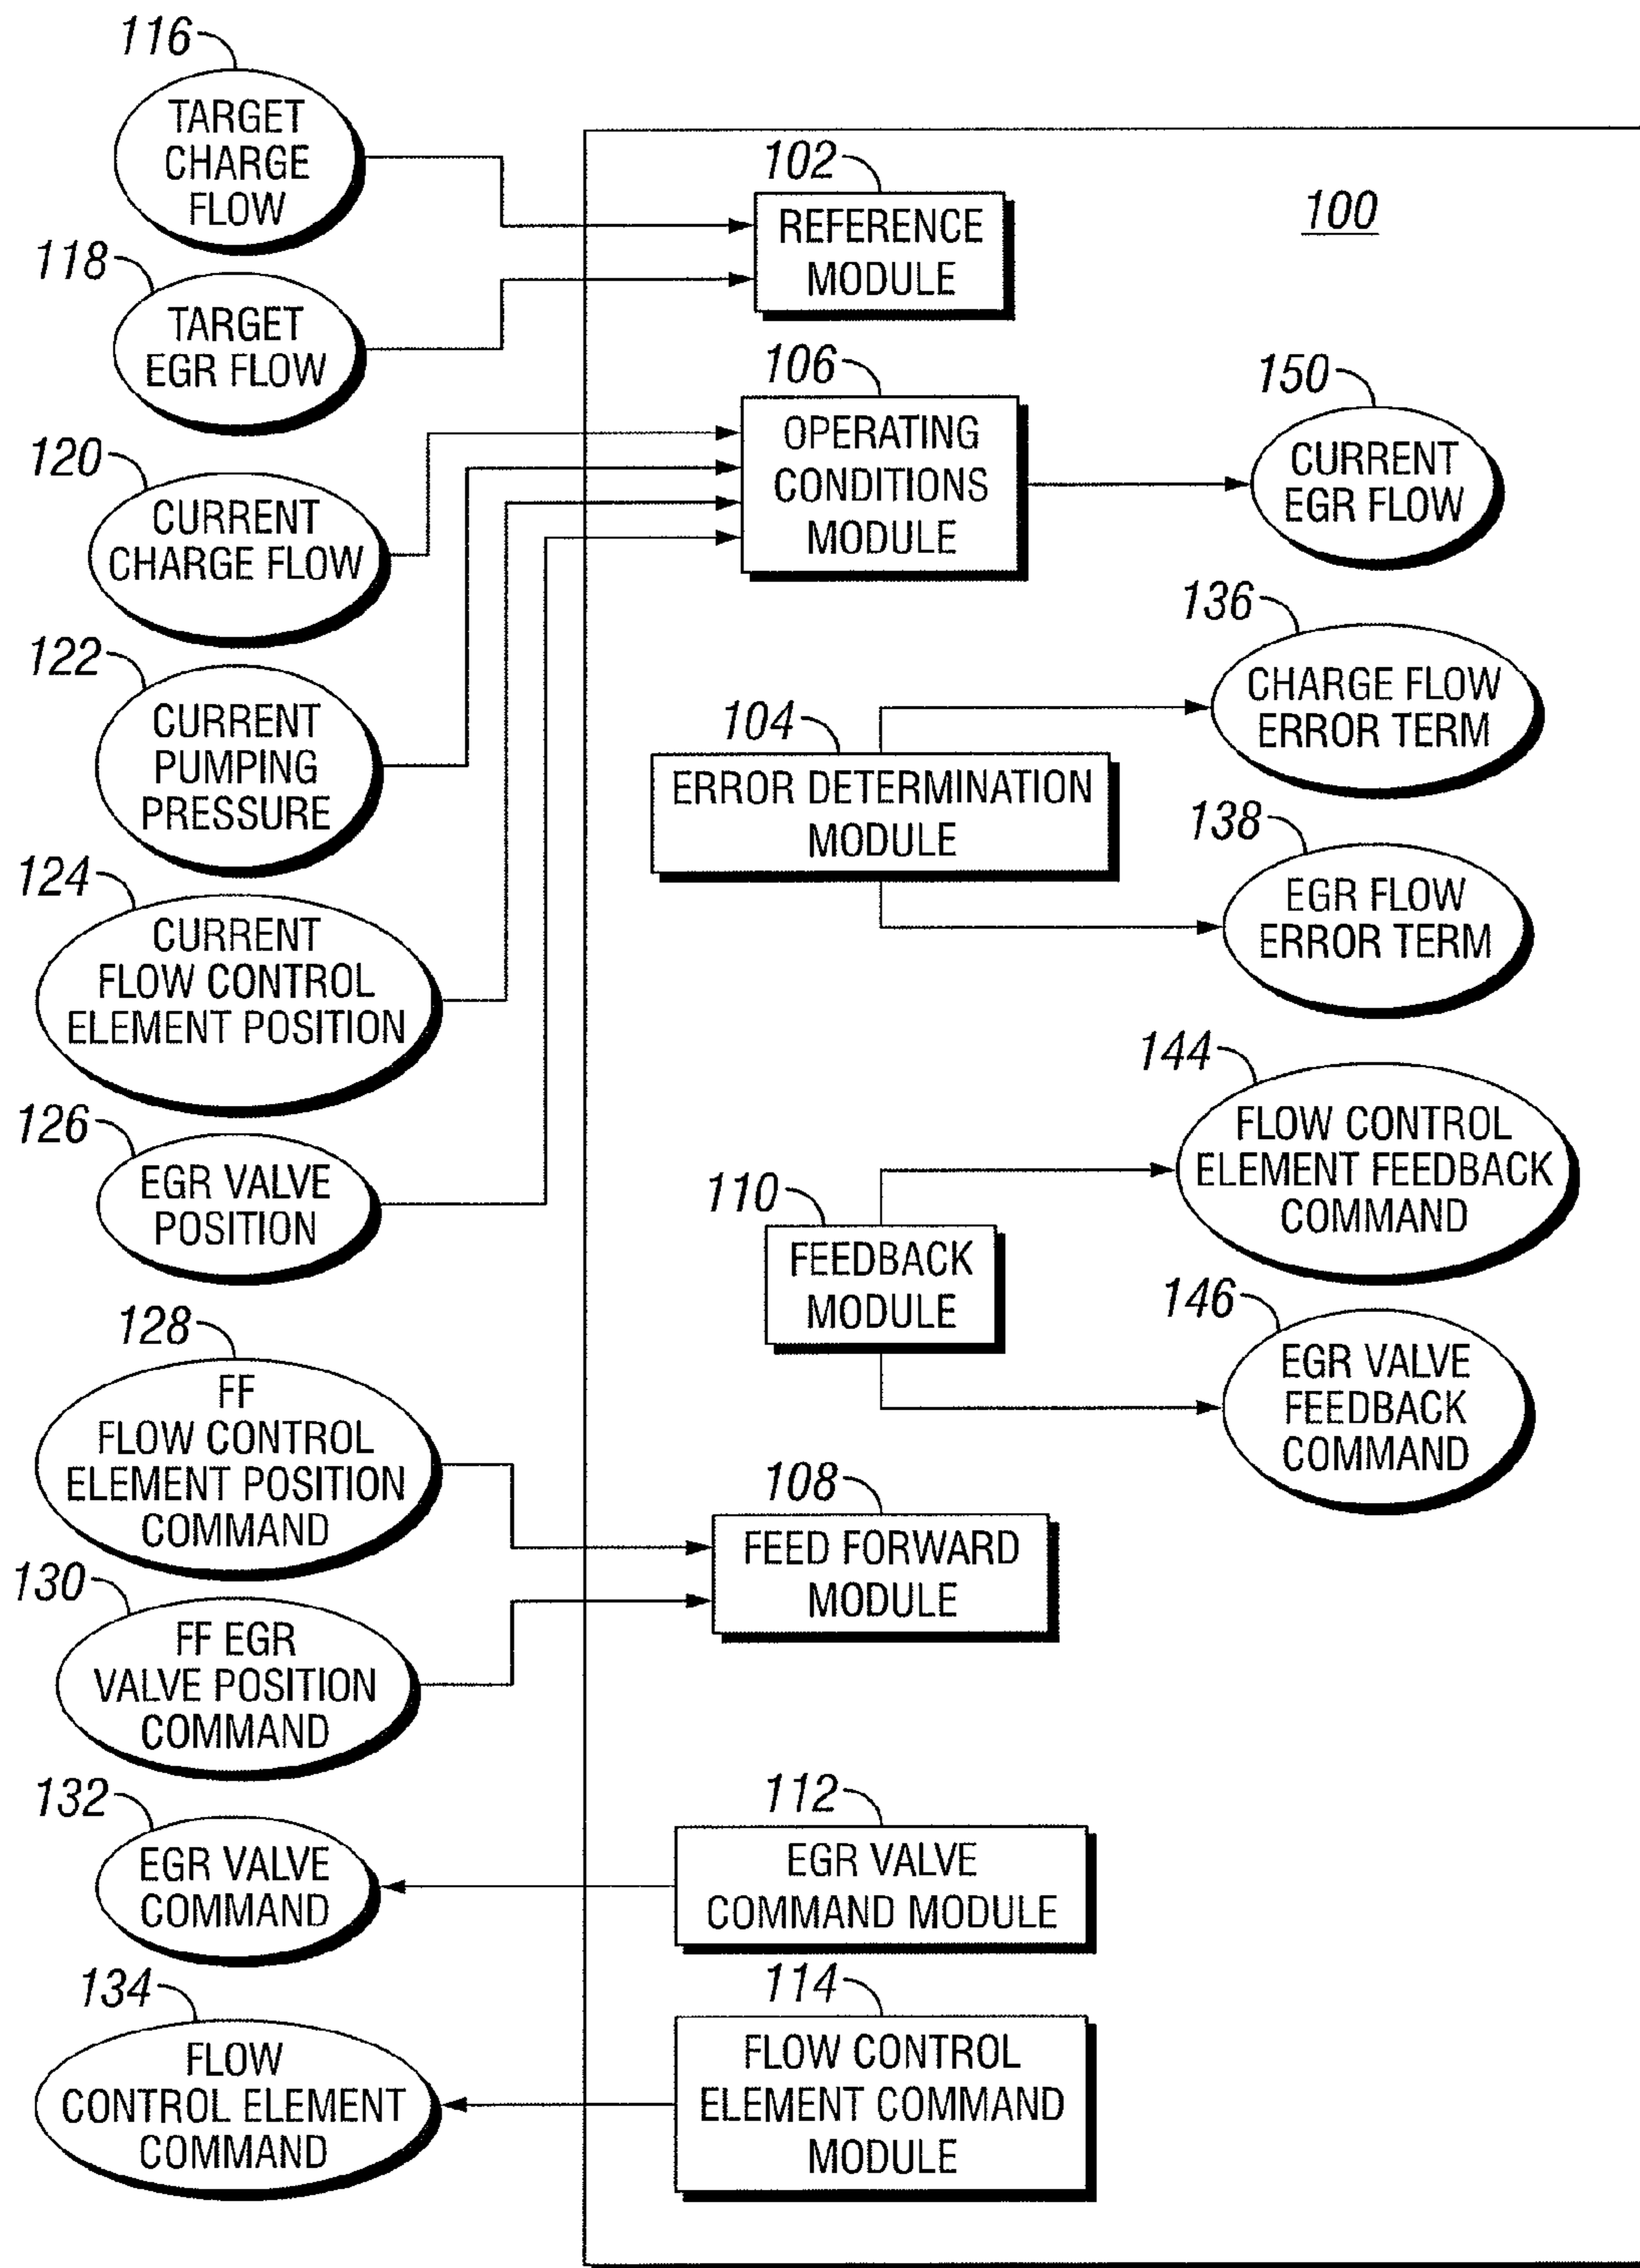 116
TARGET
CHARGE
FLOW
118
TARGET
EGR FLOW
120
CURRENT
CHARGE FLOW
122
CURRENT
PUMPING
PRESSURE
124
CURRENT
FLOW CONTROL
ELEMENT POSITION
126
EGR VALVE
POSITION
128
FF
FLOW CONTROL
ELEMENT POSITION
COMMAND
130
FF EGR
VALVE POSITION
COMMAND
132
EGR VALVE
COMMAND
134
FLOW
CONTROL ELEMENT
COMMAND
100
102
REFERENCE
MODULE
106
OPERATING
CONDITIONS
MODULE
104
ERROR DETERMINATION
MODULE
110
FEEDBACK
MODULE
108
FEED FORWARD
MODULE
112
EGR VALVE
COMMAND MODULE
114
FLOW CONTROL
ELEMENT COMMAND
MODULE
150
CURRENT
EGR FLOW
136
CHARGE FLOW
ERROR TERM
138
EGR FLOW
ERROR TERM
144
FLOW CONTROL
ELEMENT FEEDBACK
COMMAND
146
EGR VALVE
FEEDBACK
COMMAND